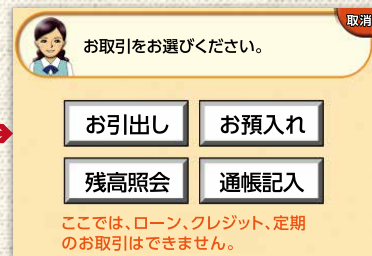 取消
お取引をお選びください。
お引出し
お預入れ
残高照会
通帳記入
ここでは、ローン、クレジット、定期
のお取引はできません。